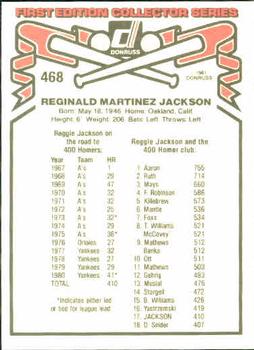 FIRST EDITION COLLECTOR SERIES
DONRUSS
468
© 1981 DONRUSS
REGINALD MARTINEZ JACKSON
Born: May 18, 1946 Home: Oakland, Calif.
Height: 6' Weight: 206 Bats: Left Throws: Left
Reggie Jackson on the road to 400 Homers:
Year Team HR
1967 A's 1
1968 A's 29
1969 A's 47
1970 A's 23
1971 A's 32
1972 A's 25
1973 A's 32*
1974 A's 29
1975 A's 36*
1976 Orioles 27
1977 Yankees 32
1978 Yankees 27
1979 Yankees 29
1980 Yankees 41*
TOTAL 410
*Indicates either led or tied for league lead
Reggie Jackson and the 400 Homer club:
1 Aaron 755
2 Ruth 714
3 Mays 660
4 F. Robinson 586
5 Killebrew 573
6 Mantle 536
7 Foxx 534
8 T. Williams 521
McCovey 521
9 Mathews 512
Banks 512
10 Ott 511
11 Mathews 503
12 Gehrig 493
13 Musial 476
14 Stargell 472
15 B. Williams 426
16 Yastrzemski 419
17 JACKSON 410
18 D. Snider 407